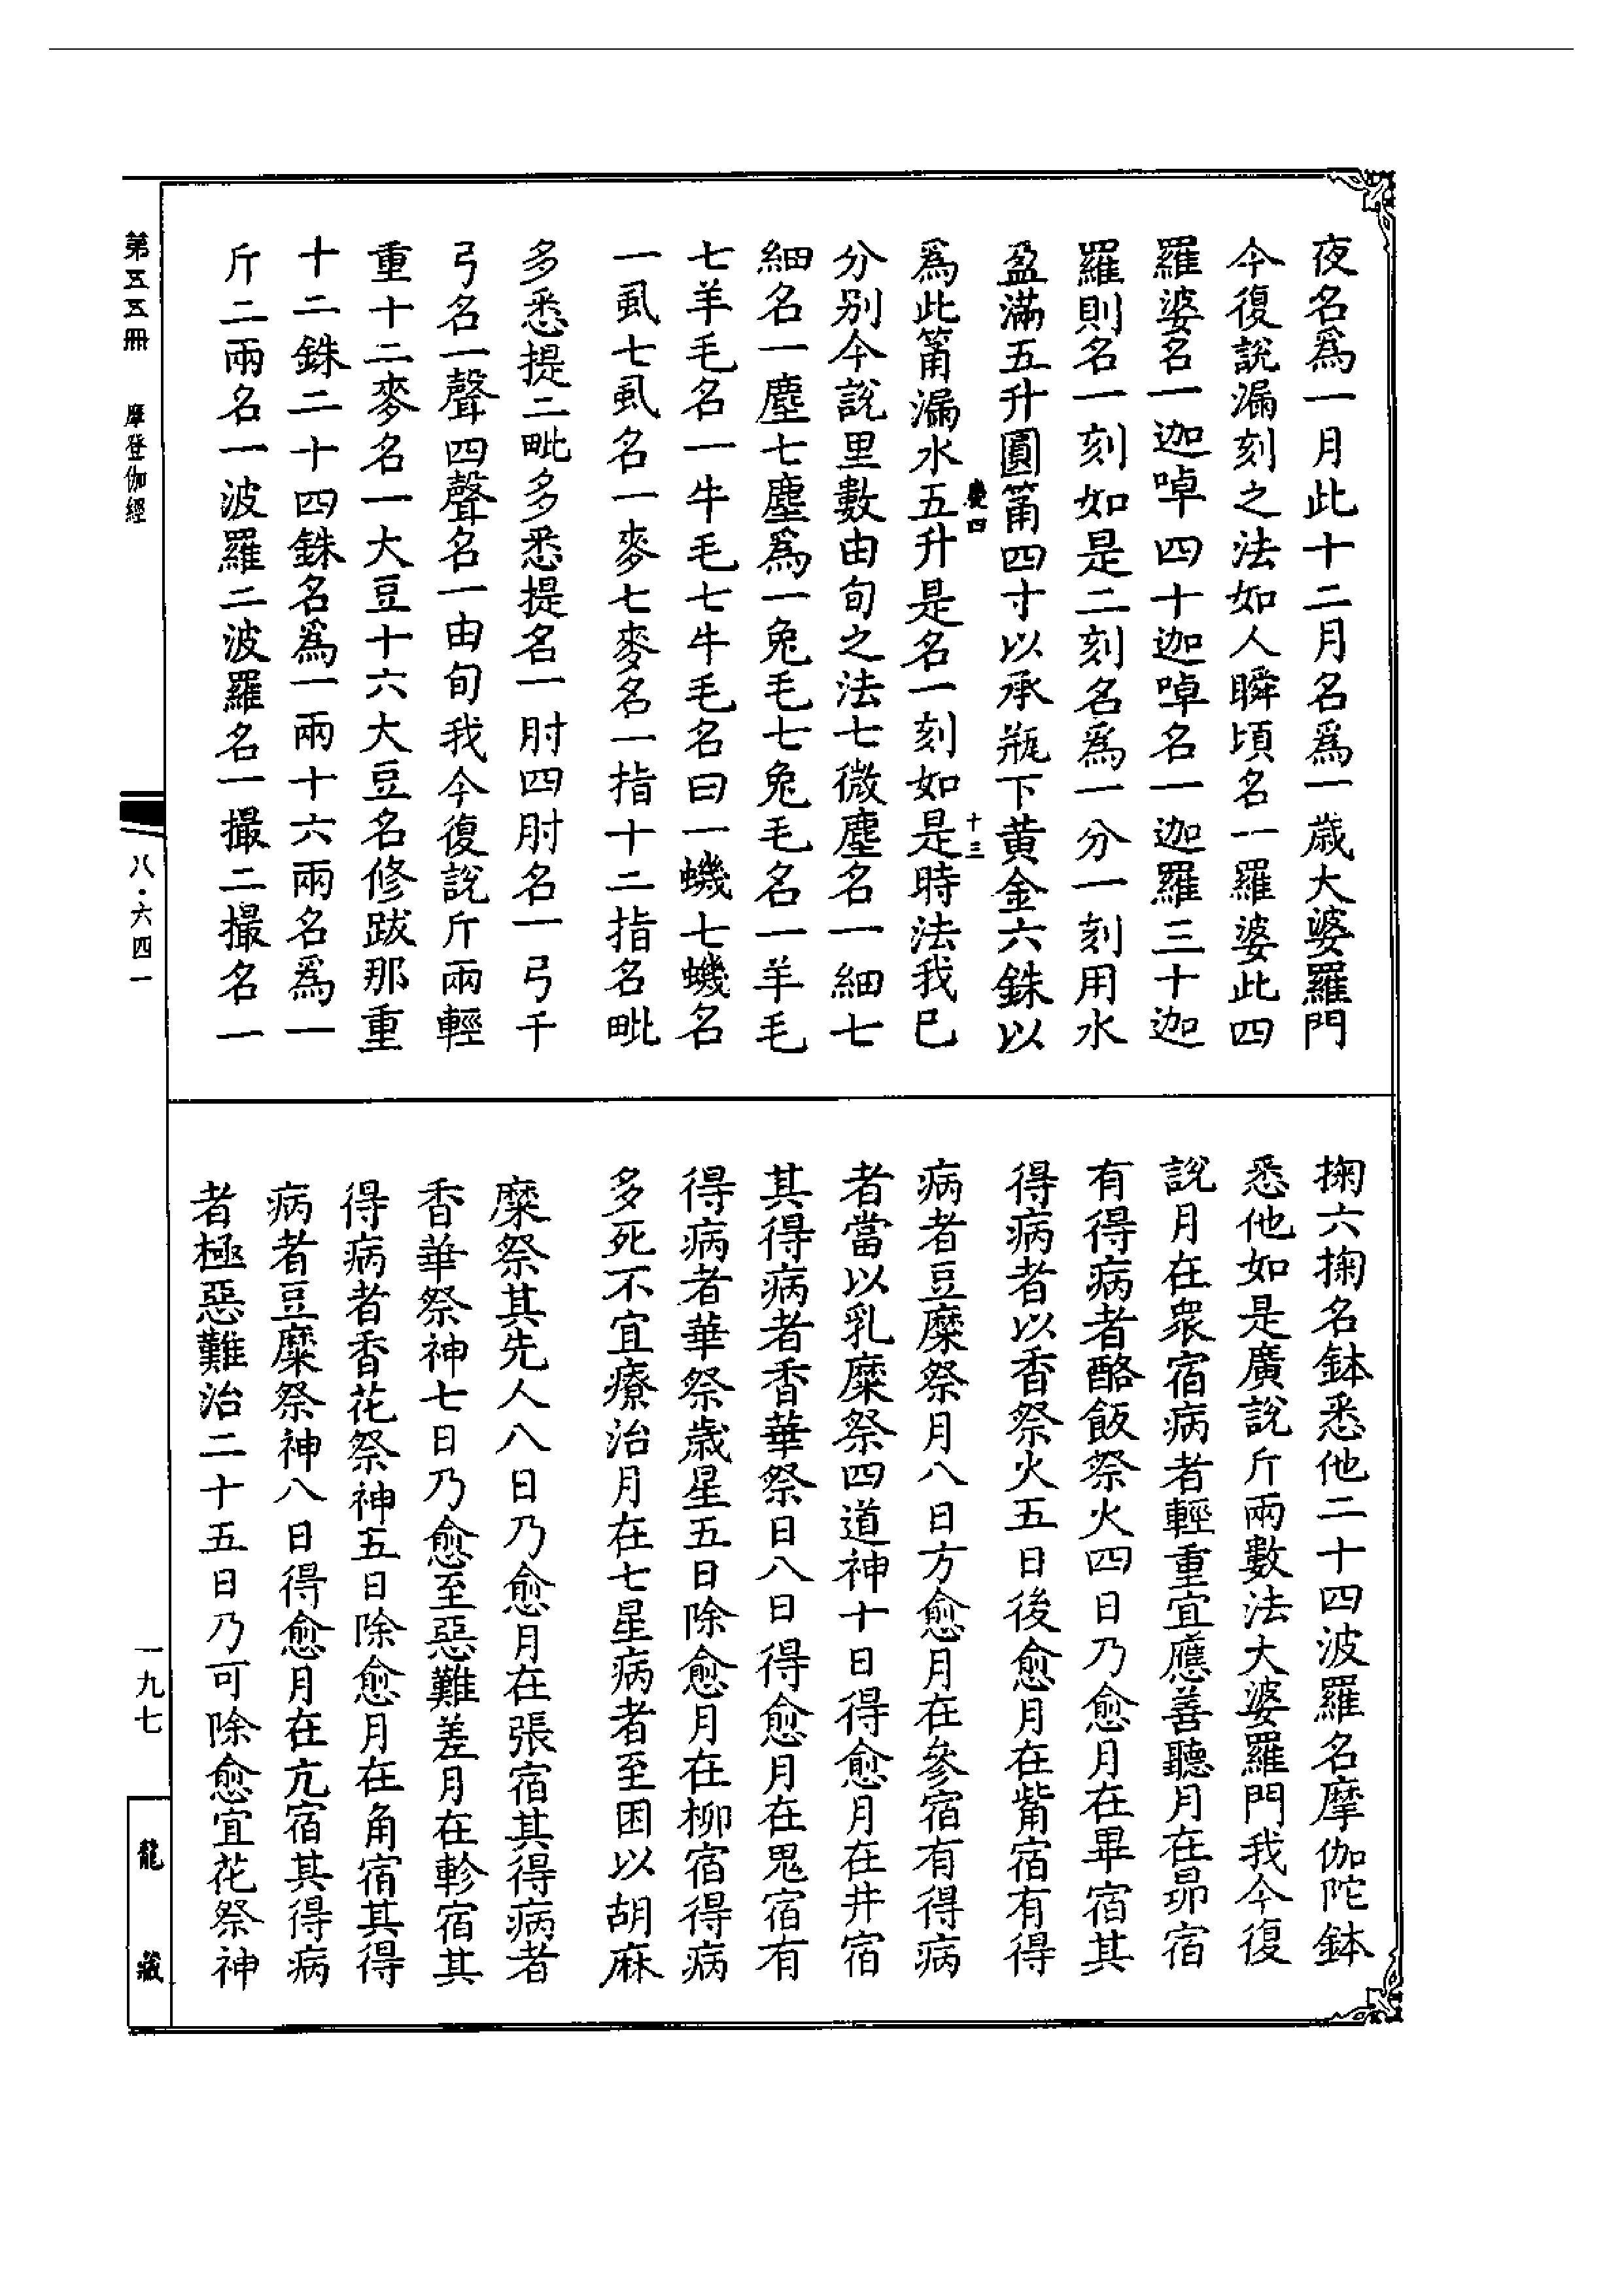 夜名爲一月此十二月名爲一歲大婆羅門
今復說漏刻之法如人瞬頃名一羅婆此四
羅婆名一迦啅四十迦啅名一迦羅三十迦
羅則名一刻如是二刻名爲一分一刻用水
盈滿五升圓筩四寸以承瓶下黃金六銖以
爲此筩漏水五升是名一刻如是時法我已
分別今說里數由旬之法七微塵名一細七
細名一塵七塵爲一兔毛七兔毛名一羊毛
七羊毛名一牛毛七牛毛名曰一蟣七蟣名
一虱七虱名一麥七麥名一指十二指名毗
多悉提二毗多悉提名一肘四肘名一弓千
弓名一聲四聲名一由旬我今復說斤兩輕
重十二麥名一大豆十六大豆名修跋那重
十二銖二十四銖名爲一兩十六兩名爲一
斤二兩名一波羅二波羅名一撮二撮名一
掬六掬名鉢悉他二十四波羅名摩伽陀鉢
悉他如是廣說斤兩數法大婆羅門我今復
說月在衆宿病者輕重宜應善聽月在昴宿
有得病者酪飯祭火四日乃愈月在畢宿其
得病者以香祭火五日後愈月在觜宿有得
病者豆糜祭月八日方愈月在參宿有得病
者當以乳糜祭四道神十日得愈月在井宿
其得病者香華祭日八日得愈月在鬼宿有
得病者華祭歲星五日除愈月在柳宿得病
多死不宜療治月在七星病者至困以胡麻
糜祭其先人八日乃愈月在張宿其得病者
香華祭神七日乃愈至惡難差月在軫宿其
得病者香花祭神五日除愈月在角宿其得
病者豆糜祭神八日得愈月在亢宿其得病
者極惡難治二十五日乃可除愈宜花祭神
十三
第五五冊
摩登伽經
八·六四一
一九七
龍藏